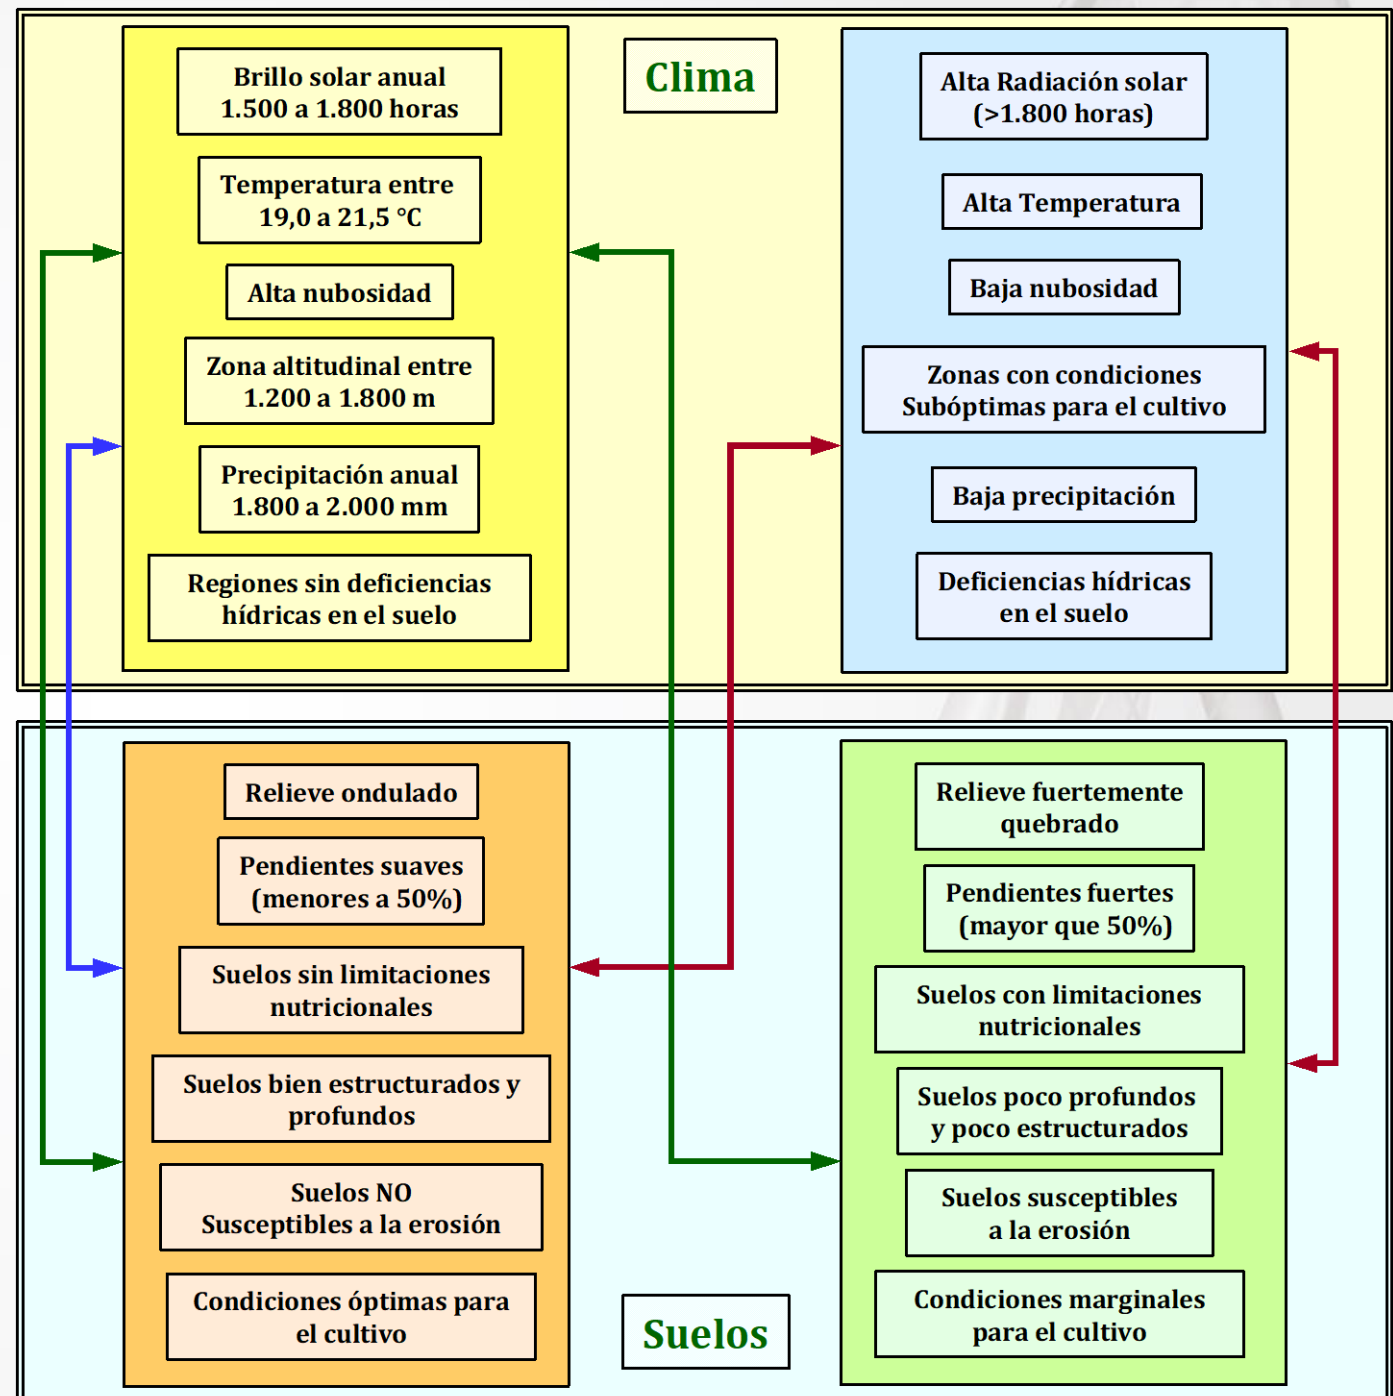 Clima
Brillo solar anual
1.500 a 1.800 horas
Temperatura entre
19,0 a 21,5 °C
Alta nubosidad
Zona altitudinal entre
1.200 a 1.800 m
Precipitación anual
1.800 a 2.000 mm
Regiones sin deficiencias
hídricas en el suelo
Alta Radiación solar
(>1.800 horas)
Alta Temperatura
Baja nubosidad
Zonas con condiciones
Subóptimas para el cultivo
Baja precipitación
Deficiencias hídricas
en el suelo
Relieve ondulado
Pendientes suaves
(menores a 50%)
Suelos sin limitaciones
nutricionales
Suelos bien estructurados y
profundos
Suelos NO
Susceptibles a la erosión
Condiciones óptimas para
el cultivo
Suelos
Relieve fuertemente
quebrado
Pendientes fuertes
(mayor que 50%)
Suelos con limitaciones
nutricionales
Suelos poco profundos
y poco estructurados
Suelos susceptibles
a la erosión
Condiciones marginales
para el cultivo